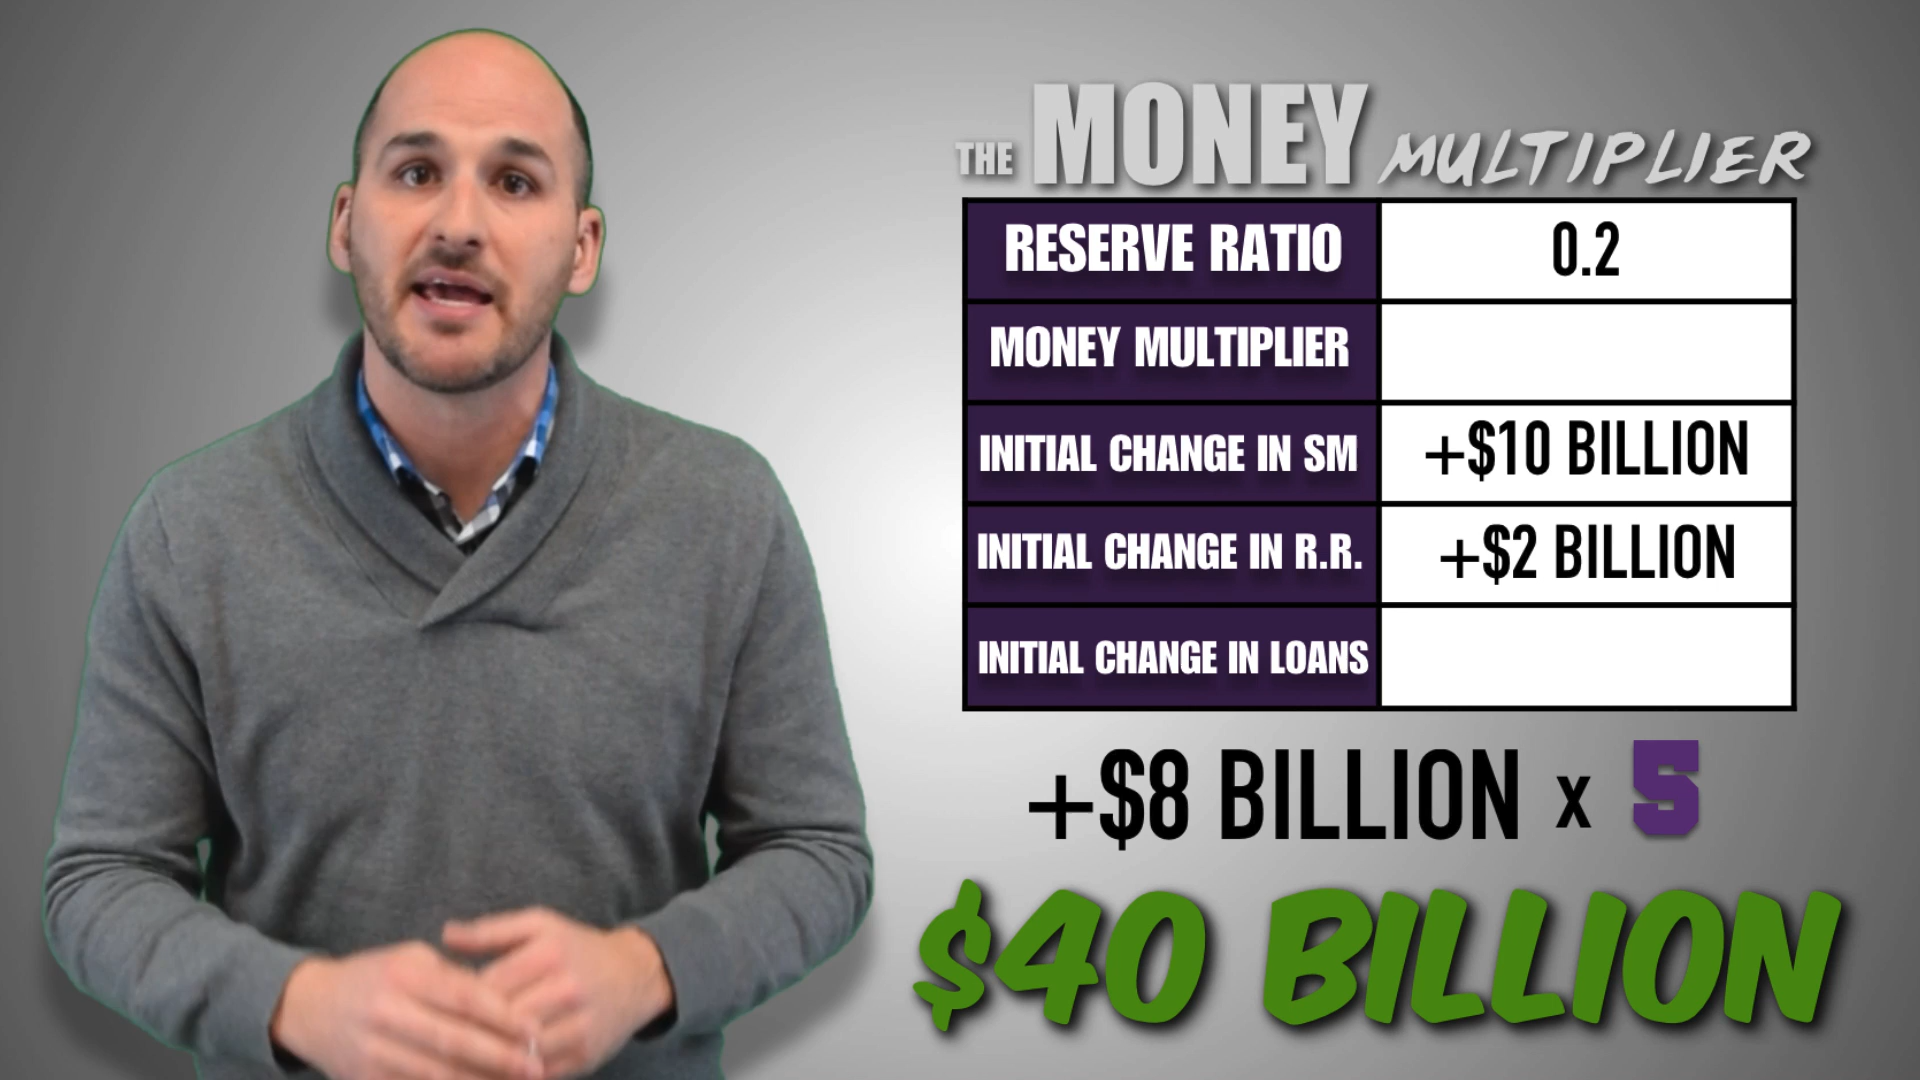 THE MONEY MULTIPLIER
RESERVE RATIO 0.2
MONEY MULTIPLIER
INITIAL CHANGE IN SM +$10 BILLION
INITIAL CHANGE IN R.R. +$2 BILLION
INITIAL CHANGE IN LOANS
+$8 BILLION x 5
$40 BILLION